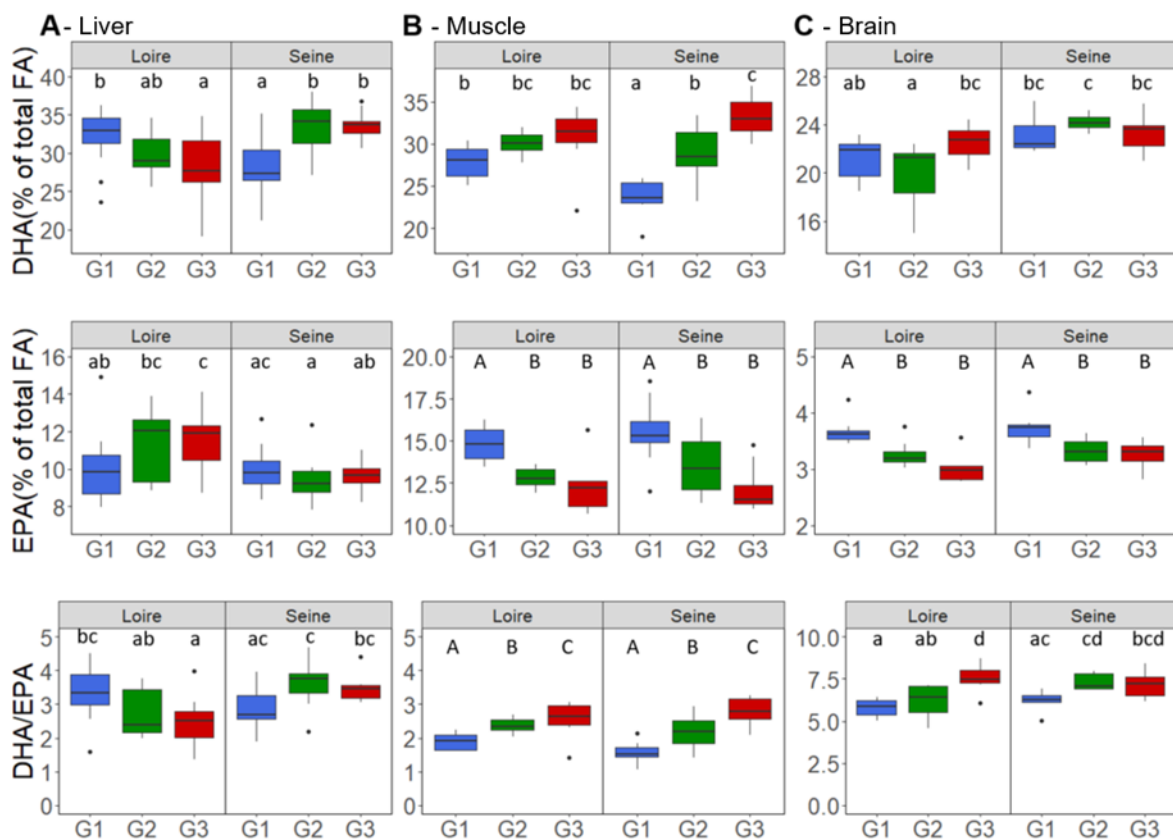 A - Liver B - Muscle C - Brain
Loire Seine Loire Seine Loire Seine
DHA(% of total FA)
40 b ab a a b b
35
30
25
20
b bc bc a b c
35
30
25
20
ab a bc bc c bc
28
24
20
16
G1 G2 G3 G1 G2 G3 G1 G2 G3 G1 G2 G3 G1 G2 G3 G1 G2 G3
Loire Seine Loire Seine Loire Seine
EPA(% of total FA)
16 ab bc c ac a ab
14
12
10
8
20.0 A B B A B B
17.5
15.0
12.5
10.0
5 A B B A B B
4
3
2
G1 G2 G3 G1 G2 G3 G1 G2 G3 G1 G2 G3 G1 G2 G3 G1 G2 G3
Loire Seine Loire Seine Loire Seine
DHA/EPA
5 bc ab a ac c bc
4
3
2
1
0
5 A B C A B C
4
3
2
1
0
10.0 a ab d ac cd bcd
7.5
5.0
2.5
0.0
G1 G2 G3 G1 G2 G3 G1 G2 G3 G1 G2 G3 G1 G2 G3 G1 G2 G3